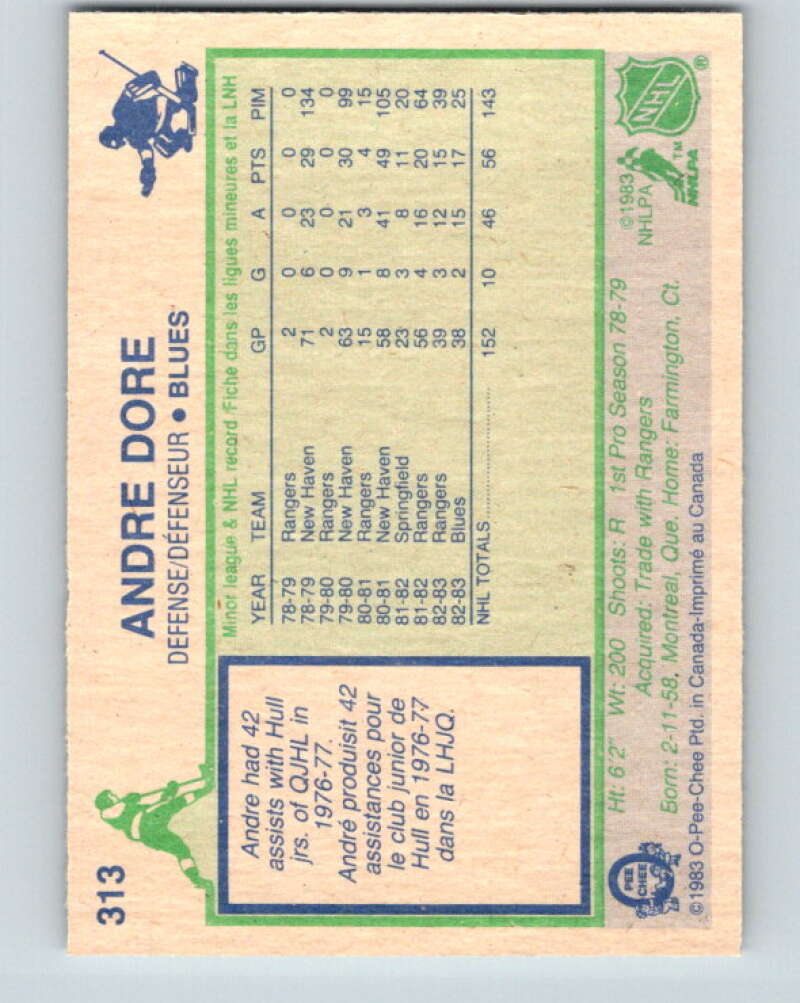 313
ANDRE DORE
DEFENSE/DÉFENSEUR • BLUES
Andre had 42
assists with Hull
jrs. of QJHL in
1976-77.
André produisit 42
assistances pour
le club junior de
Hull en 1976-77
dans la LHJQ.
Minor league & NHL record/Fiche dans les ligues mineures et la LNH
YEAR TEAM GP G A PTS PIM
78-79 Rangers 2 0 0 0 0
78-79 New Haven 71 6 23 29 134
79-80 Rangers 2 0 0 0 0
79-80 New Haven 63 9 21 30 99
80-81 Rangers 15 1 3 4 15
80-81 New Haven 58 8 41 49 105
81-82 Springfield 23 3 8 11 20
81-82 Rangers 56 4 16 20 64
82-83 Rangers 39 3 12 15 39
82-83 Blues 38 2 15 17 25
NHL TOTALS 152 10 46 56 143
Ht: 6'2" Wt: 200 Shoots: R 1st Pro Season 78-79
Acquired: Trade with Rangers
Born: 2-11-58, Montreal, Que. Home: Farmington, Ct.
©1983 O-Pee-Chee Ptd. in Canada-Imprimé au Canada
O PEE CHEE
©1983
NHLPA
NHLPA TM
NHL ®